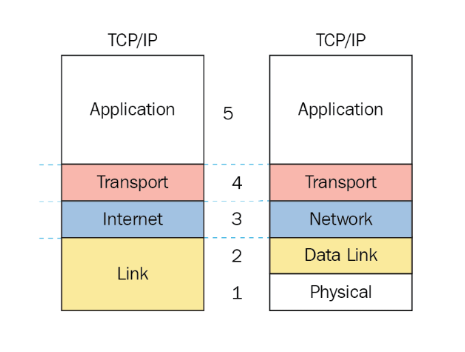 TCP/IP TCP/IP
Application 5 Application
Transport 4 Transport
Internet 3 Network
2 Data Link
Link
1 Physical